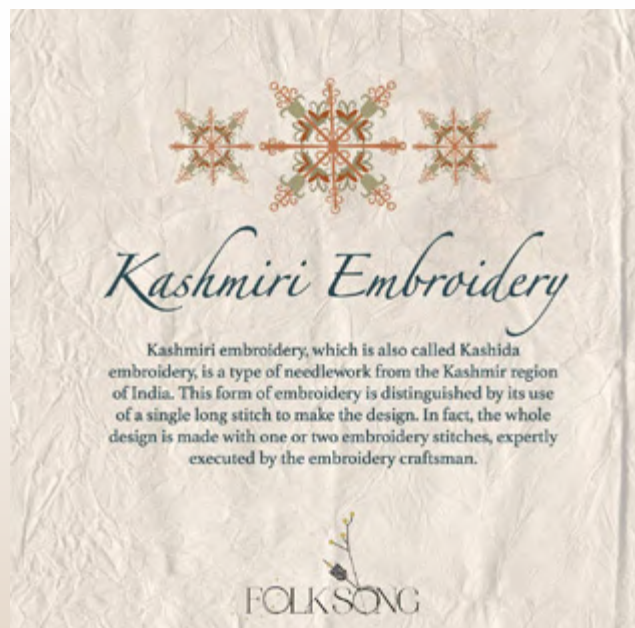 Kashmiri Embroidery
Kashmiri embroidery, which is also called Kashida
embroidery, is a type of needlework from the Kashmir region
of India. This form of embroidery is distinguished by its use
of a single long stitch to make the design. In fact, the whole
design is made with one or two embroidery stitches, expertly
executed by the embroidery craftsman.
FOLKSONG